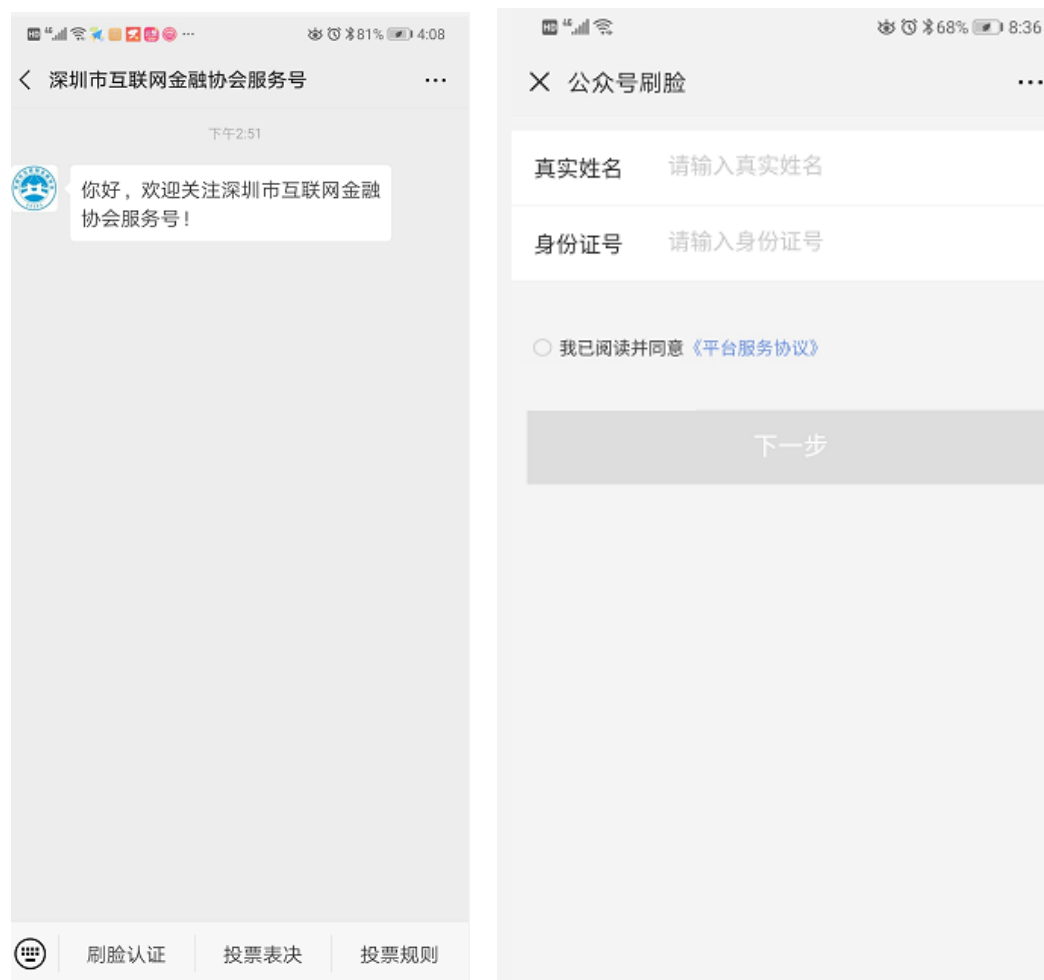 81% 4:08
深圳市互联网金融协会服务号
下午2:51
你好，欢迎关注深圳市互联网金融
协会服务号！
刷脸认证
投票表决
投票规则
68% 8:36
公众号刷脸
真实姓名 请输入真实姓名
身份证号 请输入身份证号
我已阅读并同意《平台服务协议》
下一步